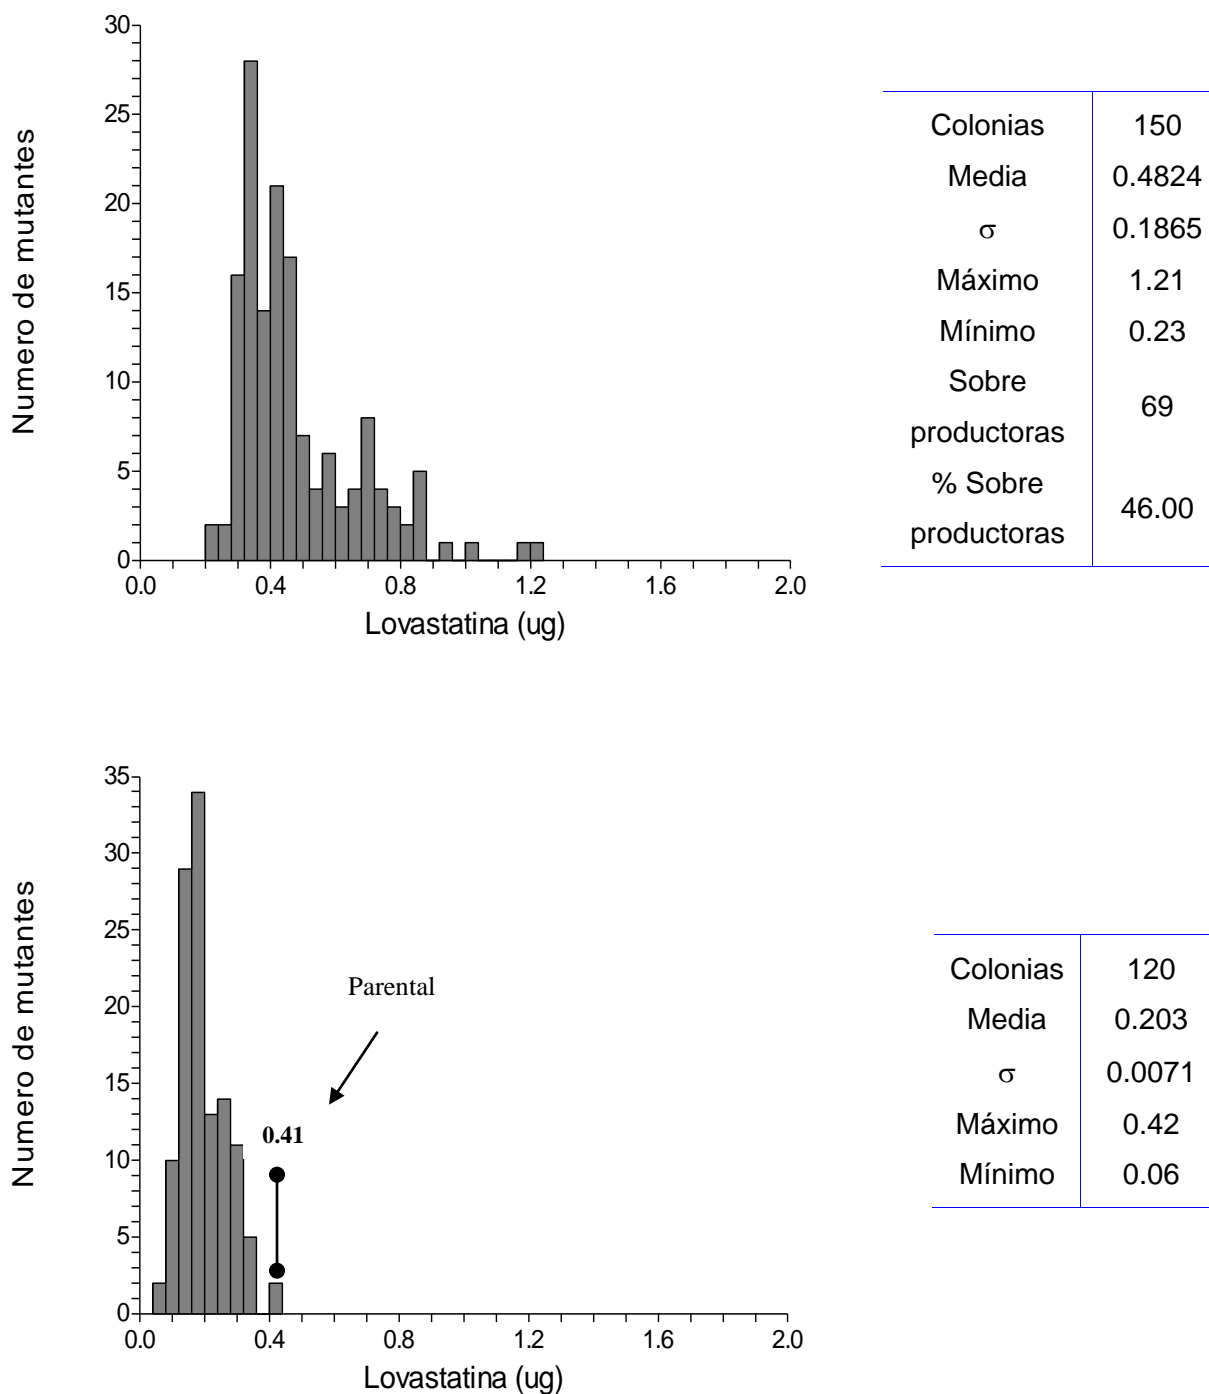 30
25
20
15
10
5
0
Numero de mutantes
0.0 0.4 0.8 1.2 1.6 2.0
Lovastatina (ug)
Colonias 150
Media 0.4824
σ 0.1865
Máximo 1.21
Mínimo 0.23
Sobre
productoras
69
% Sobre
productoras
46.00
35
30
25
20
15
10
5
0
Numero de mutantes
Parental
0.41
0.0 0.4 0.8 1.2 1.6 2.0
Lovastatina (ug)
Colonias 120
Media 0.203
σ 0.0071
Máximo 0.42
Mínimo 0.06